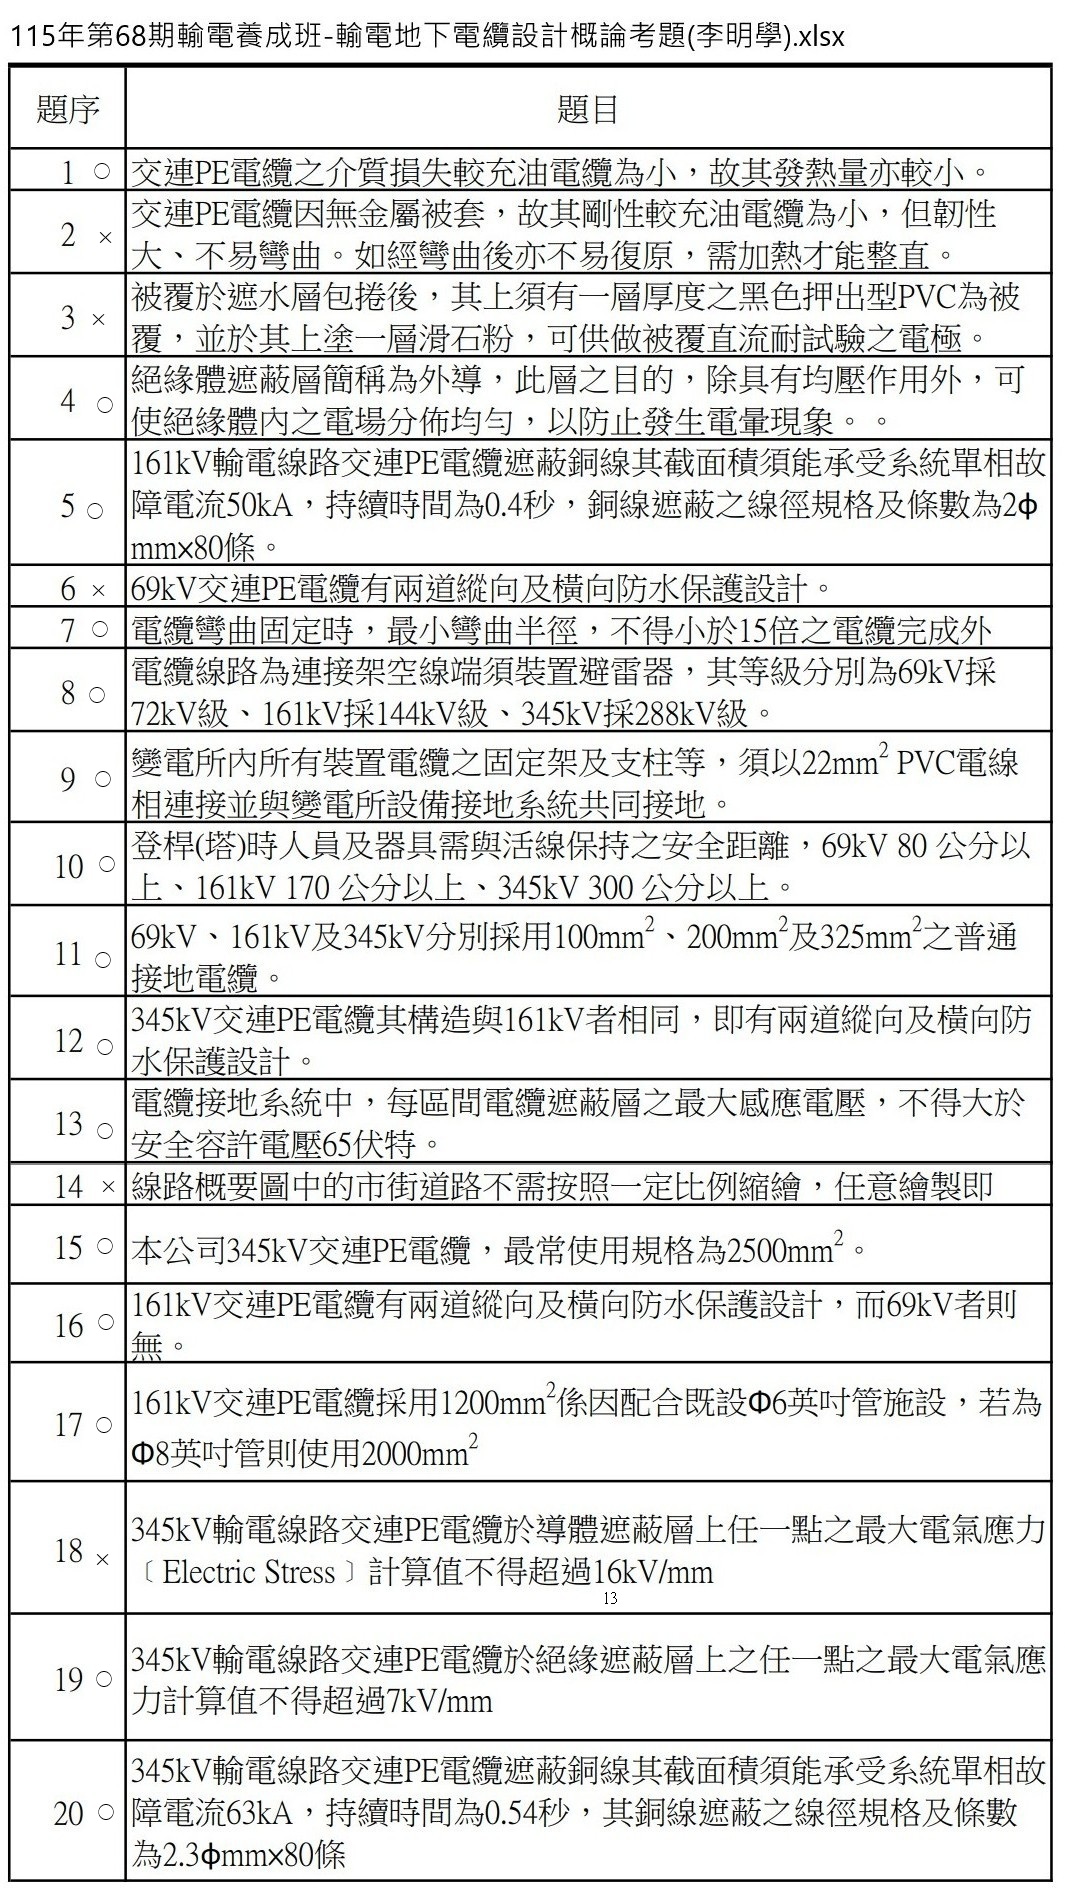 115年第68期輸電養成班-輸電地下電纜設計概論考題(李明學).xlsx
題序 題目
1 ○ 交連PE電纜之介質損失較充油電纜為小，故其發熱量亦較小。
2 × 交連PE電纜因無金屬被套，故其剛性較充油電纜為小，但韌性
大、不易彎曲。如經彎曲後亦不易復原，需加熱才能整直。
3 × 被覆於遮水層包捲後，其上須有一層厚度之黑色押出型PVC為被
覆，並於其上塗一層滑石粉，可供做被覆直流耐試驗之電極。
4 ○ 絕緣體遮蔽層簡稱為外導，此層之目的，除具有均壓作用外，可
使絕緣體內之電場分佈均勻，以防止發生電暈現象。。
5 ○ 161kV輸電線路交連PE電纜遮蔽銅線其截面積須能承受系統單相故
障電流50kA，持續時間為0.4秒，銅線遮蔽之線徑規格及條數為2ф
mm×80條。
6 × 69kV交連PE電纜有兩道縱向及橫向防水保護設計。
7 ○ 電纜彎曲固定時，最小彎曲半徑，不得小於15倍之電纜完成外
8 ○ 電纜線路為連接架空線端須裝置避雷器，其等級分別為69kV採
72kV級、161kV採144kV級、345kV採288kV級。
9 ○ 變電所內所有裝置電纜之固定架及支柱等，須以22mm² PVC電線
相連接並與變電所設備接地系統共同接地。
10 ○ 登桿(塔)時人員及器具需與活線保持之安全距離，69kV 80 公分以
上、161kV 170 公分以上、345kV 300 公分以上。
11 ○ 69kV、161kV及345kV分別採用100mm²、200mm²及325mm²之普通
接地電纜。
12 ○ 345kV交連PE電纜其構造與161kV者相同，即有兩道縱向及橫向防
水保護設計。
13 ○ 電纜接地系統中，每區間電纜遮蔽層之最大感應電壓，不得大於
安全容許電壓65伏特。
14 × 線路概要圖中的市街道路不需按照一定比例縮繪，任意繪製即
15 ○ 本公司345kV交連PE電纜，最常使用規格為2500mm²。
16 ○ 161kV交連PE電纜有兩道縱向及橫向防水保護設計，而69kV者則
無。
17 ○ 161kV交連PE電纜採用1200mm²係因配合既設Ф6英吋管施設，若為
Ф8英吋管則使用2000mm²
18 × 345kV輸電線路交連PE電纜於導體遮蔽層上任一點之最大電氣應力
〔Electric Stress〕計算值不得超過16kV/mm
13
19 ○ 345kV輸電線路交連PE電纜於絕緣遮蔽層上之任一點之最大電氣應
力計算值不得超過7kV/mm
20 ○ 345kV輸電線路交連PE電纜遮蔽銅線其截面積須能承受系統單相故
障電流63kA，持續時間為0.54秒，其銅線遮蔽之線徑規格及條數
為2.3фmm×80條